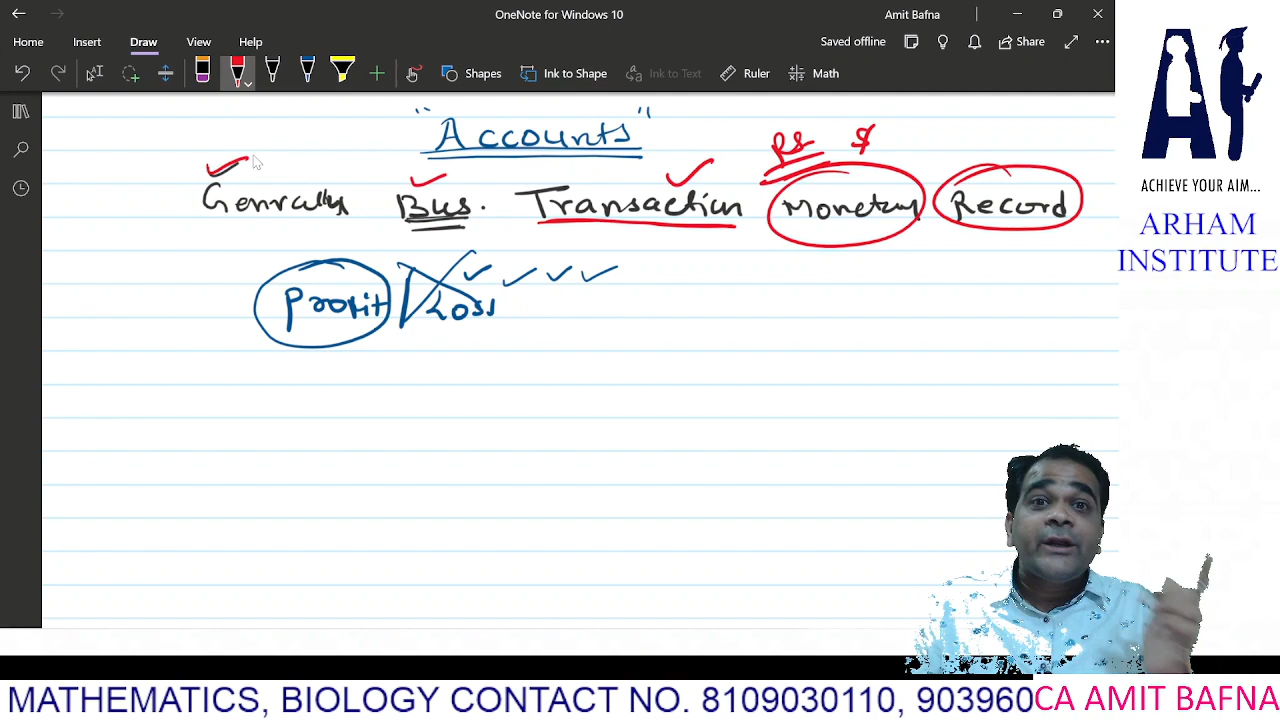 OneNote for Windows 10
Amit Bafna
Home Insert Draw View Help
Saved offline
Share
Shapes
Ink to Shape
Ink to Text
Ruler
Math
"Accounts"
Rs $
Genrally Bus. Transaction Monetary Record
Profit Loss
AI
ACHIEVE YOUR AIM...
ARHAM
INSTITUTE
MATHEMATICS, BIOLOGY CONTACT NO. 8109030110, 903960
CA AMIT BAFNA